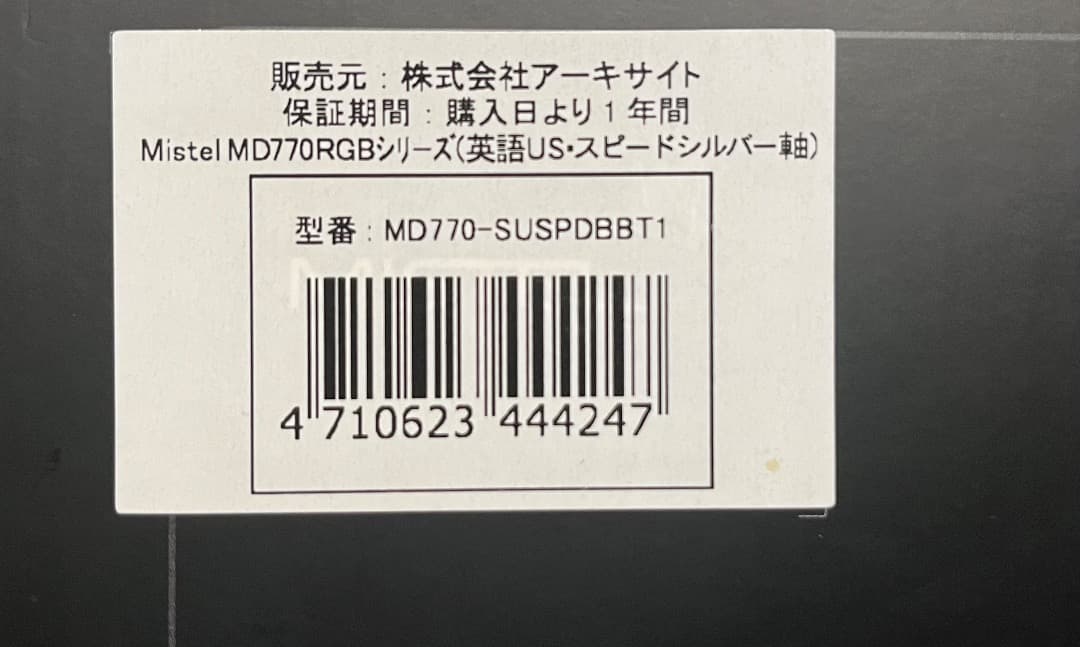 販売元：株式会社アーキサイト
保証期間：購入日より1年間
Mistel MD770RGBシリーズ(英語US・スピードシルバー軸)
型番：MD770-SUSPDBBT1
4 710623 444247